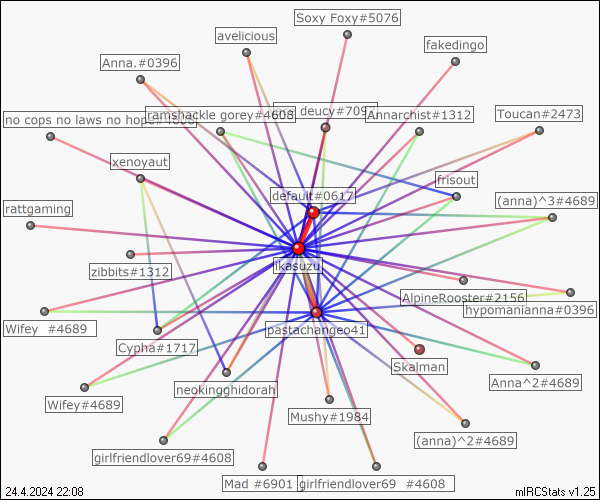 Soxy Foxy#5076
avelicious
fakedingo
Anna.#0396
no cops no laws no hope#4608
ramshackle gorey#4608
deucy#709
Annarchist#1312
Toucan#2473
xenoyaut
frisout
default#0617
(anna)^3#4689
rattgaming
ikasuzu
zibbits#1312
AlpineRooster#2156
hypomanianna#0396
Wifey #4689
pastachangeo41
Cypha#1717
Skalman
Anna^2#4689
neokingghidorah
Wifey#4689
Mushy#1984
(anna)^2#4689
girlfriendlover69#4608
Mad #6901
girlfriendlover69 #4608
24.4.2024 22:08
mIRCStats v1.25